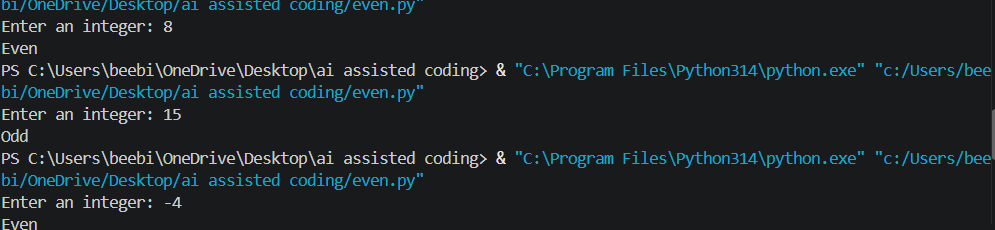 bi/OneDrive/Desktop/ai assisted coding/even.py"
Enter an integer: 8
Even
PS C:\Users\beebi\OneDrive\Desktop\ai assisted coding> & "C:\Program Files\Python314\python.exe" "c:/Users/bee
bi/OneDrive/Desktop/ai assisted coding/even.py"
Enter an integer: 15
Odd
PS C:\Users\beebi\OneDrive\Desktop\ai assisted coding> & "C:\Program Files\Python314\python.exe" "c:/Users/bee
bi/OneDrive/Desktop/ai assisted coding/even.py"
Enter an integer: -4
Even